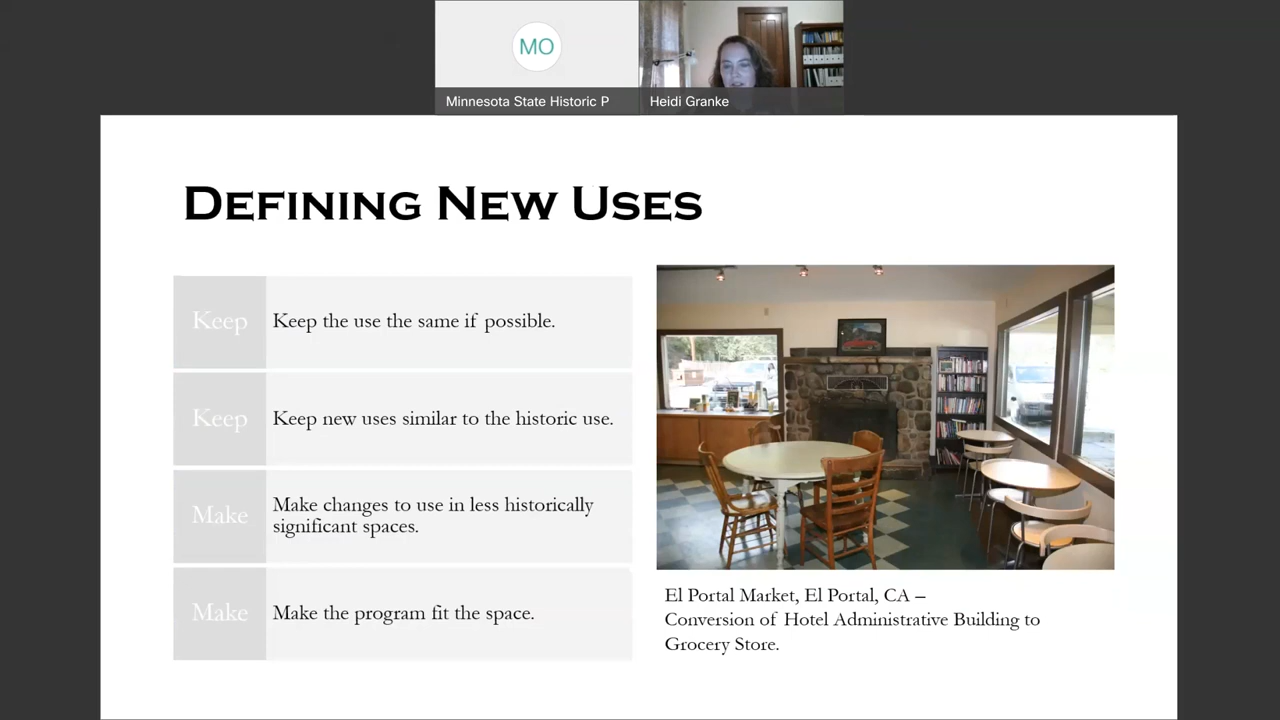 MO
Minnesota State Historic P
Heidi Granke
DEFINING NEW USES
Keep
Keep the use the same if possible.
Keep
Keep new uses similar to the historic use.
Make
Make changes to use in less historically
significant spaces.
Make
Make the program fit the space.
El Portal Market, El Portal, CA –
Conversion of Hotel Administrative Building to
Grocery Store.